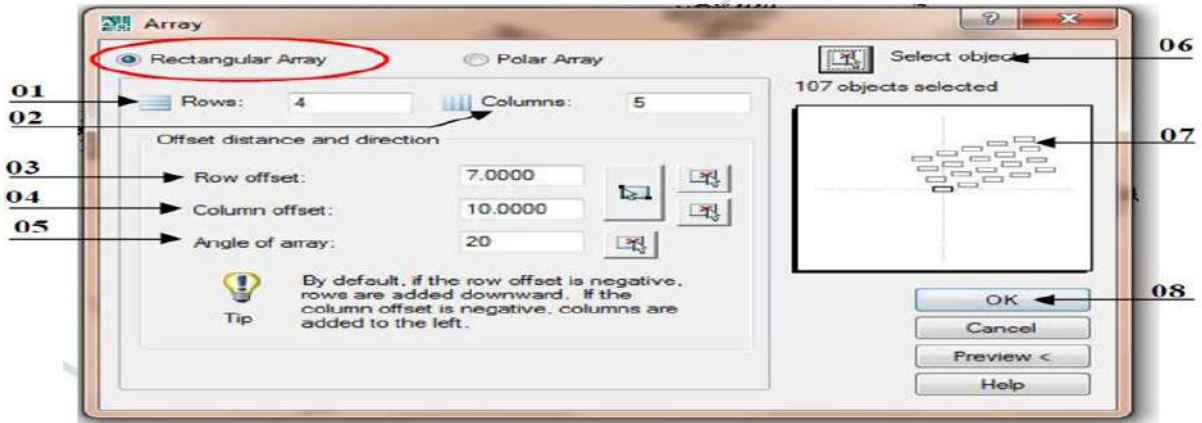 Array
Rectangular Array Polar Array Select objects 06
107 objects selected
01 Rows: 4 Columns: 5
02
Offset distance and direction 07
03 Row offset: 7.0000
04 Column offset: 10.0000
05 Angle of array: 20
By default, if the row offset is negative,
rows are added downward. If the
column offset is negative, columns are
added to the left.
Tip
OK 08
Cancel
Preview <
Help